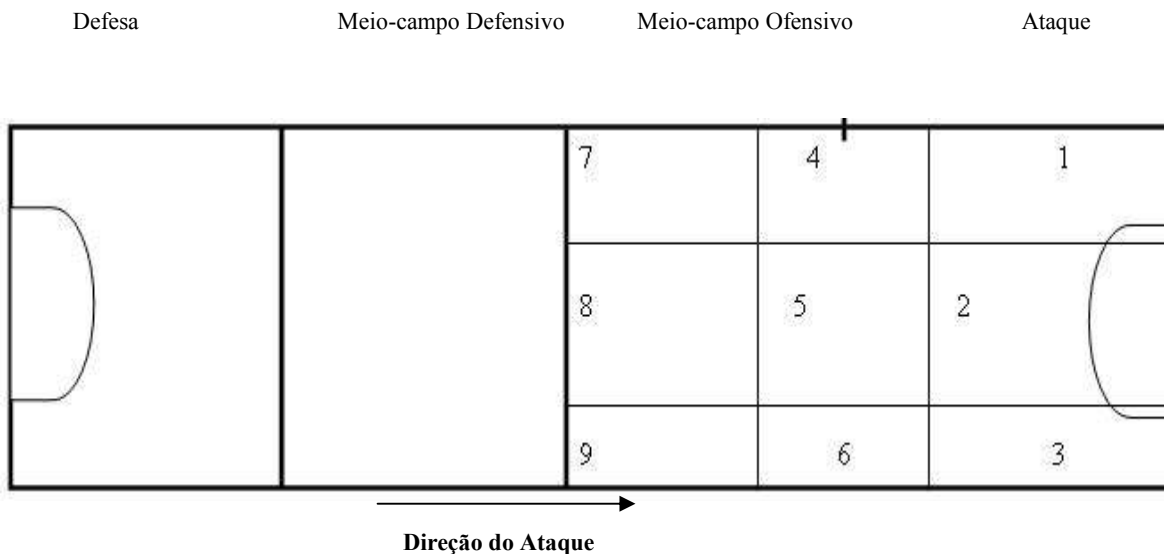 Defesa Meio-campo Defensivo Meio-campo Ofensivo Ataque
7 4 1
8 5 2
9 6 3
Direção do Ataque